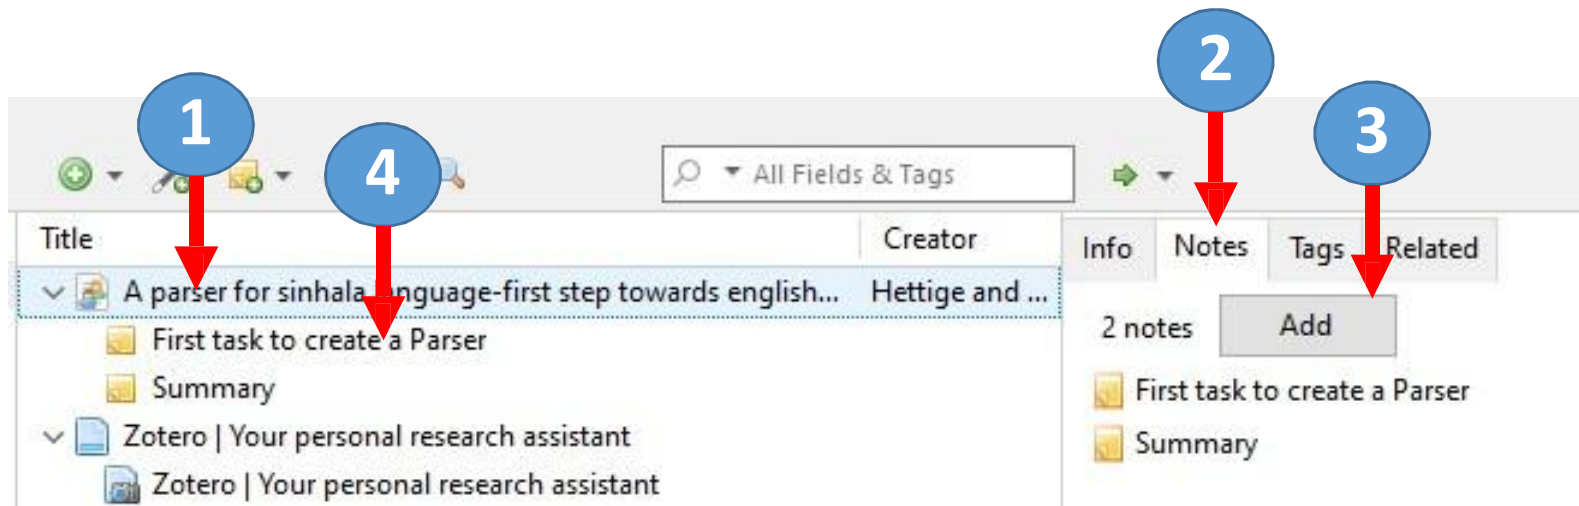 2
1
3
4
All Fields & Tags
Title
Creator
Info
Notes
Tags
Related
A parser for sinhala language-first step towards english...
Hettige and ...
First task to create a Parser
Summary
Zotero | Your personal research assistant
Zotero | Your personal research assistant
2 notes
Add
First task to create a Parser
Summary